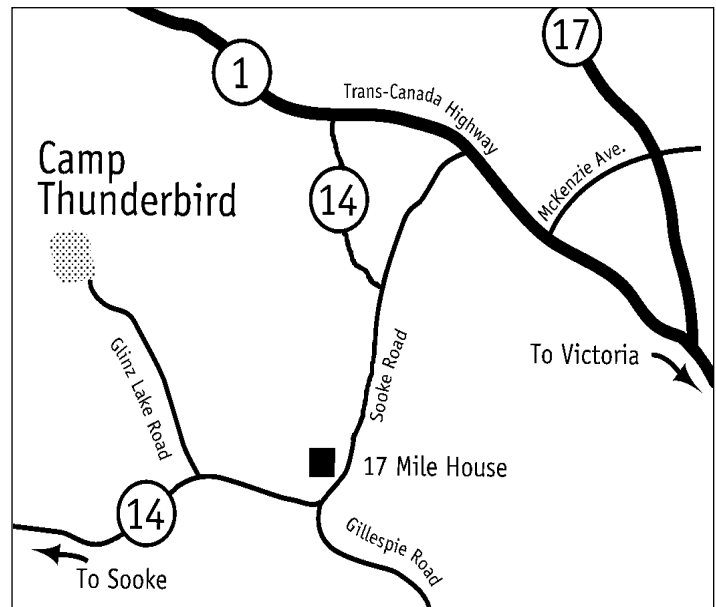 17
1
Trans-Canada Highway
McKenzie Ave.
Camp
Thunderbird
14
To Victoria
Glinz Lake Road
Sooke Road
17 Mile House
14
Gillespie Road
To Sooke